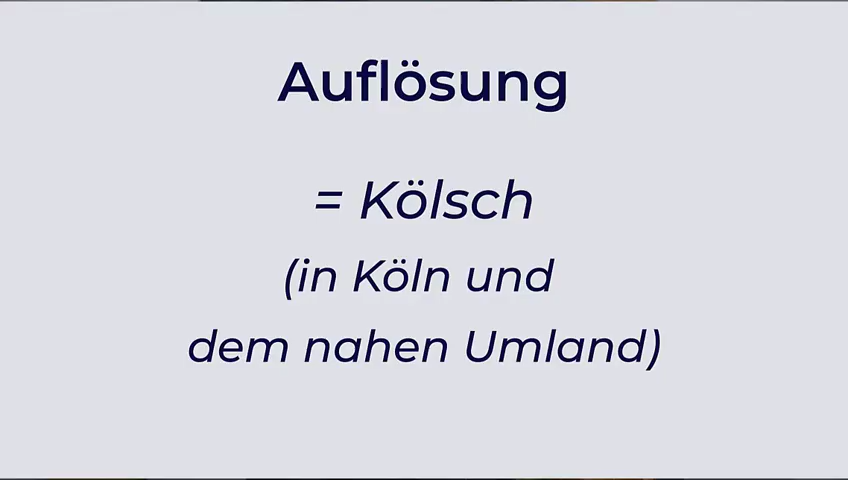 Auflösung
= Kölsch
(in Köln und
dem nahen Umland)